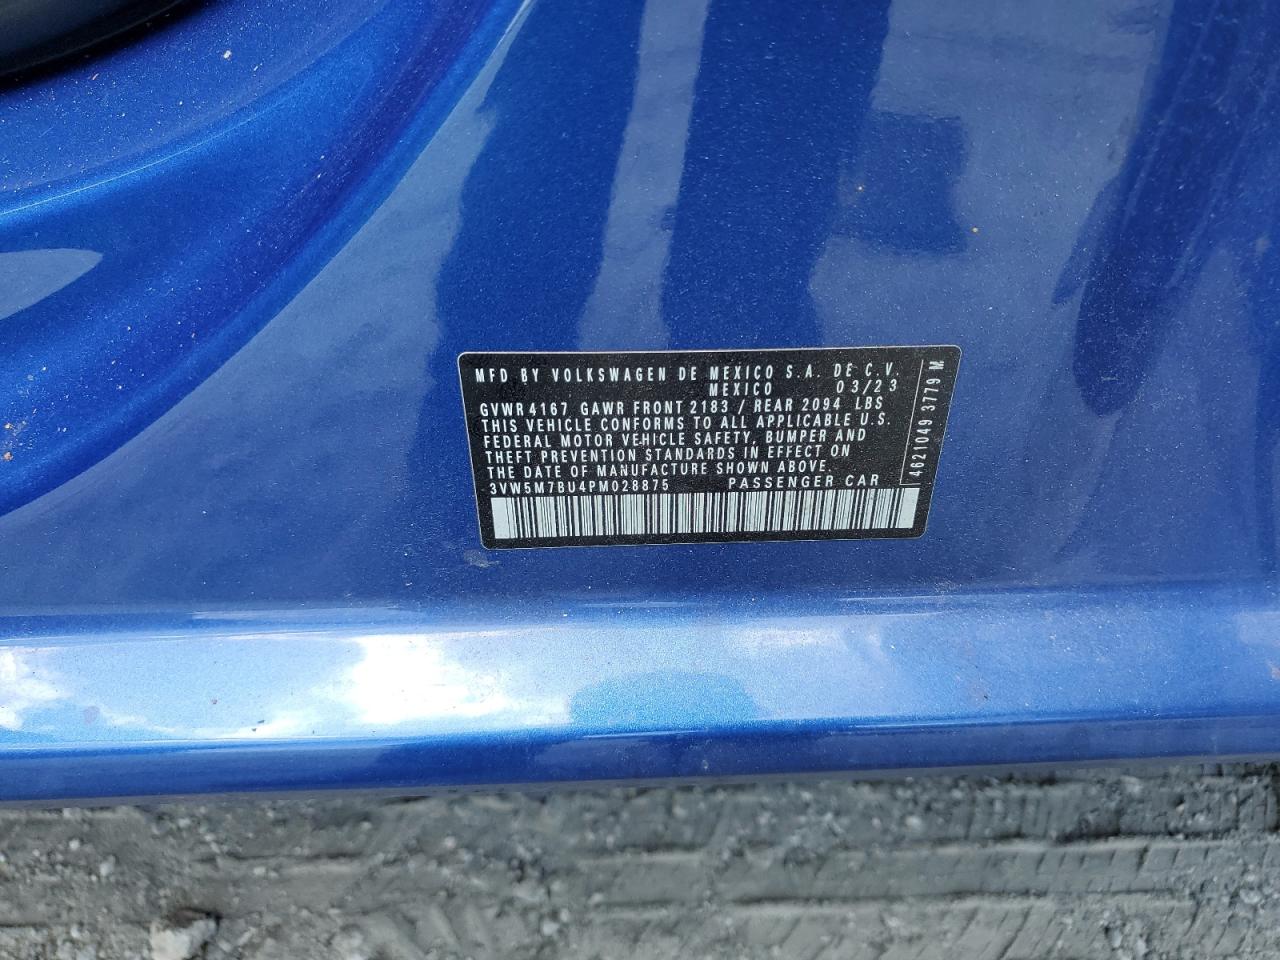 MFD BY VOLKSWAGEN DE MEXICO S.A. DE C.V.
MEXICO 03/23
GVWR 4167 GAWR FRONT 2183 / REAR 2094 LBS
THIS VEHICLE CONFORMS TO ALL APPLICABLE U.S.
FEDERAL MOTOR VEHICLE SAFETY, BUMPER AND
THEFT PREVENTION STANDARDS IN EFFECT ON
THE DATE OF MANUFACTURE SHOWN ABOVE.
3VW5M7BU4PM028875 PASSENGER CAR
4621049 3779 M